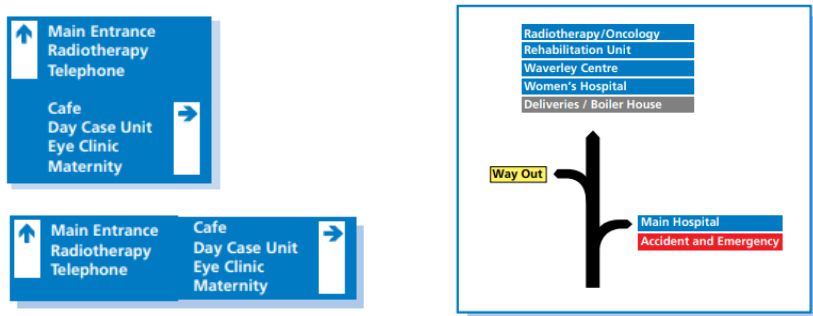 Main Entrance
Radiotherapy
Telephone
Cafe
Day Case Unit
Eye Clinic
Maternity
Main Entrance
Radiotherapy
Telephone
Cafe
Day Case Unit
Eye Clinic
Maternity
Radiotherapy/Oncology
Rehabilitation Unit
Waverley Centre
Women's Hospital
Deliveries / Boiler House
Way Out
Main Hospital
Accident and Emergency